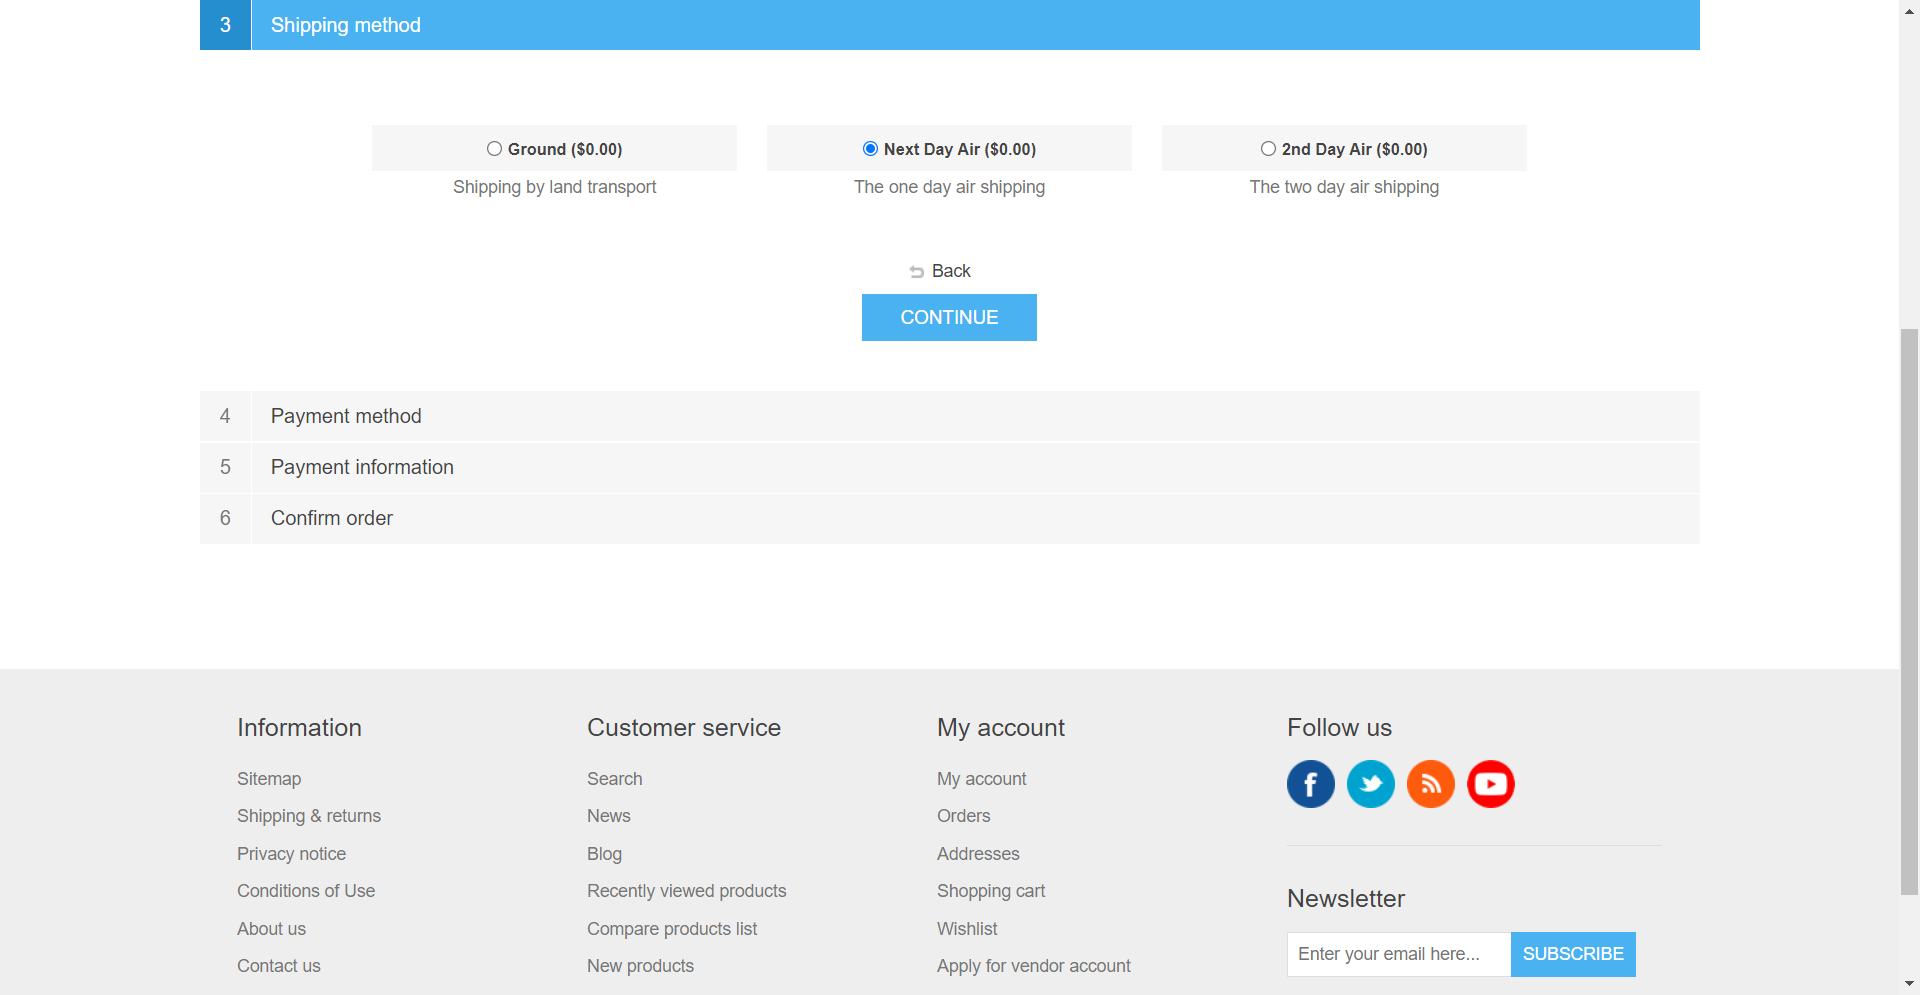 3 Shipping method
Ground ($0.00) Next Day Air ($0.00) 2nd Day Air ($0.00)
Shipping by land transport The one day air shipping The two day air shipping
Back
CONTINUE
4 Payment method
5 Payment information
6 Confirm order
Information
Sitemap
Shipping & returns
Privacy notice
Conditions of Use
About us
Contact us
Customer service
Search
News
Blog
Recently viewed products
Compare products list
New products
My account
My account
Orders
Addresses
Shopping cart
Wishlist
Apply for vendor account
Follow us
Newsletter
Enter your email here... SUBSCRIBE